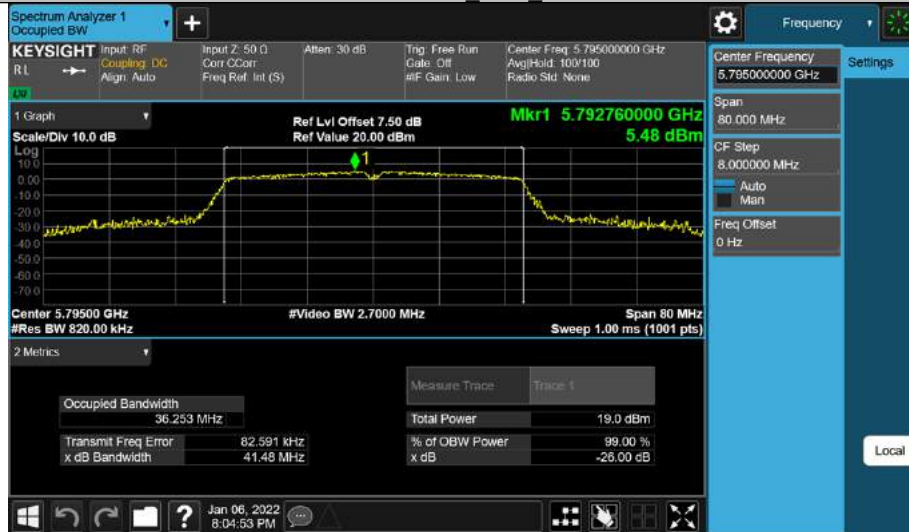 Spectrum Analyzer 1
Occupied BW
+
Frequency
KEYSIGHT
RL
LXI
Input: RF
Coupling: DC
Align: Auto
Input Z: 50 Ω
Corr CCorr
Freq Ref: Int (S)
Atten: 30 dB
Trig: Free Run
Gate: Off
#IF Gain: Low
Center Freq: 5.795000000 GHz
Avg|Hold: 100/100
Radio Std: None
1 Graph
Scale/Div 10.0 dB
Ref Lvl Offset 7.50 dB
Ref Value 20.00 dBm
Mkr1 5.792760000 GHz
5.48 dBm
Log
10.0
0.00
-10.0
-20.0
-30.0
-40.0
-50.0
-60.0
-70.0
1
Center 5.79500 GHz
#Res BW 820.00 kHz
#Video BW 2.7000 MHz
Span 80 MHz
Sweep 1.00 ms (1001 pts)
2 Metrics
Measure Trace
Trace 1
Occupied Bandwidth
36.253 MHz
Total Power 19.0 dBm
Transmit Freq Error 82.591 kHz
% of OBW Power 99.00 %
x dB Bandwidth 41.48 MHz
x dB -26.00 dB
Center Frequency
5.795000000 GHz
Settings
Span
80.000 MHz
CF Step
8.000000 MHz
Auto
Man
Freq Offset
0 Hz
Local
?
Jan 06, 2022
8:04:53 PM